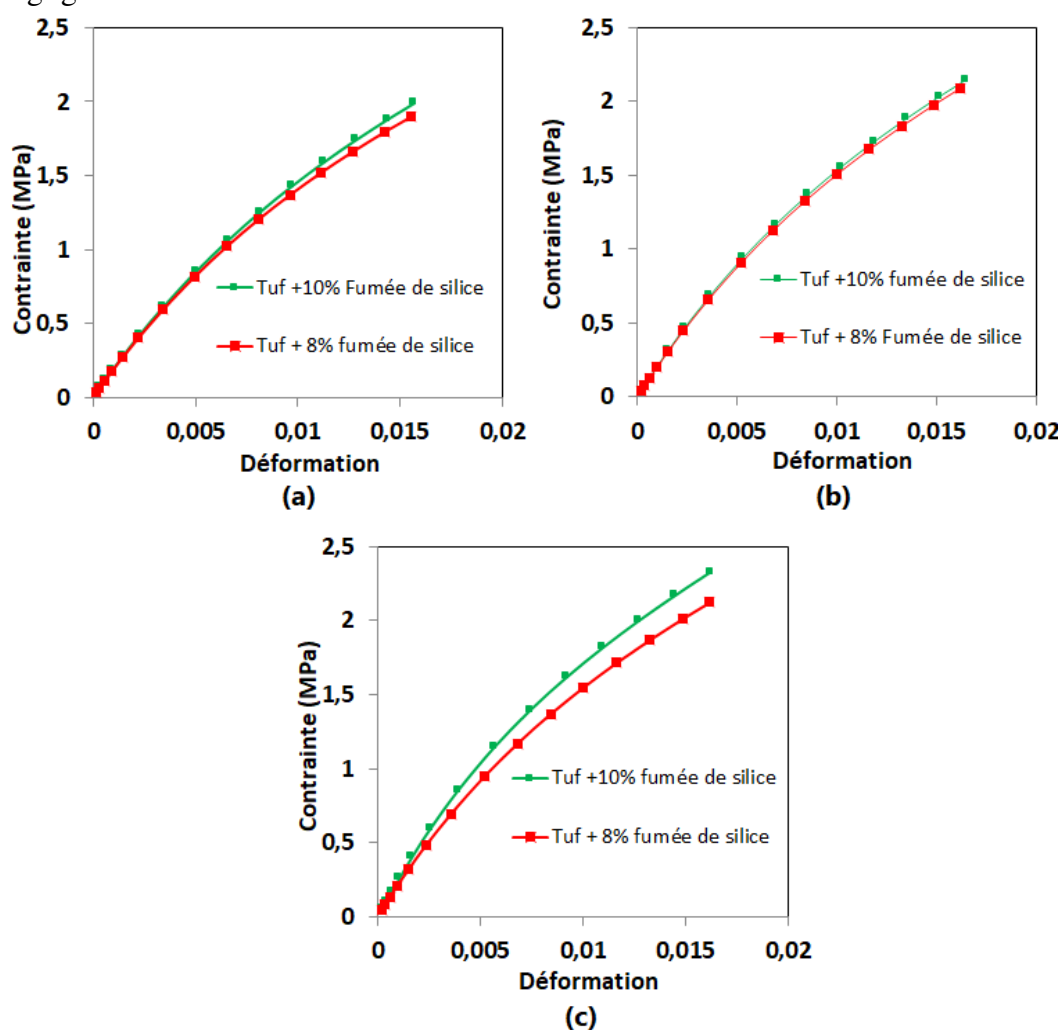 2,5
2
1,5
1
0,5
0
Contrainte (MPa)
Tuf +10% Fumée de silice
Tuf + 8% fumée de silice
0 0,005 0,01 0,015 0,02
Déformation
(a)
2,5
2
1,5
1
0,5
0
Contrainte (MPa)
Tuf +10% fumée de silice
Tuf + 8% Fumée de silice
0 0,005 0,01 0,015 0,02
Déformation
(b)
2,5
2
1,5
1
0,5
0
Contrainte (MPa)
Tuf +10% fumée de silice
Tuf + 8% fumée de silice
0 0,005 0,01 0,015 0,02
Déformation
(c)